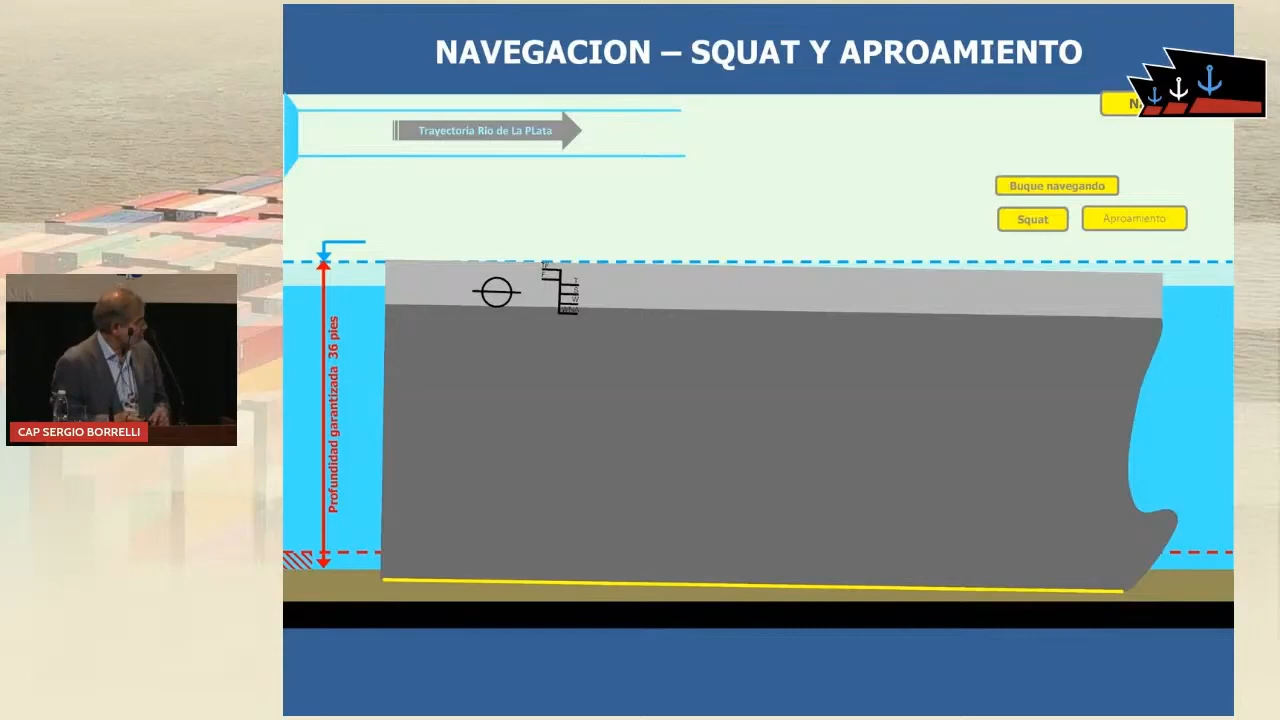 NAVEGACION – SQUAT Y APROAMIENTO
Trayectoria Rio de La PLata
Buque navegando
Squat
Aproamiento
Profundidad garantizada 36 pies
CAP SERGIO BORRELLI